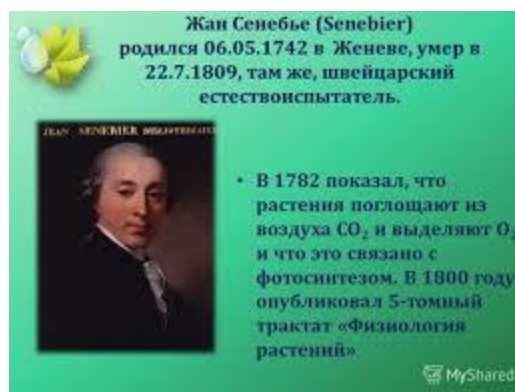 Жан Сенебье (Senebier)
родился 06.05.1742 в Женеве, умер в
22.7.1809, там же, швейцарский
естествоиспытатель.
JEAN SENEBIER BIBLIOTHECAIRE
• В 1782 показал, что
растения поглощают из
воздуха CO₂ и выделяют O₂
и что это связано с
фотосинтезом. В 1800 году
опубликовал 5-томный
трактат «Физиология
растений»
MyShared